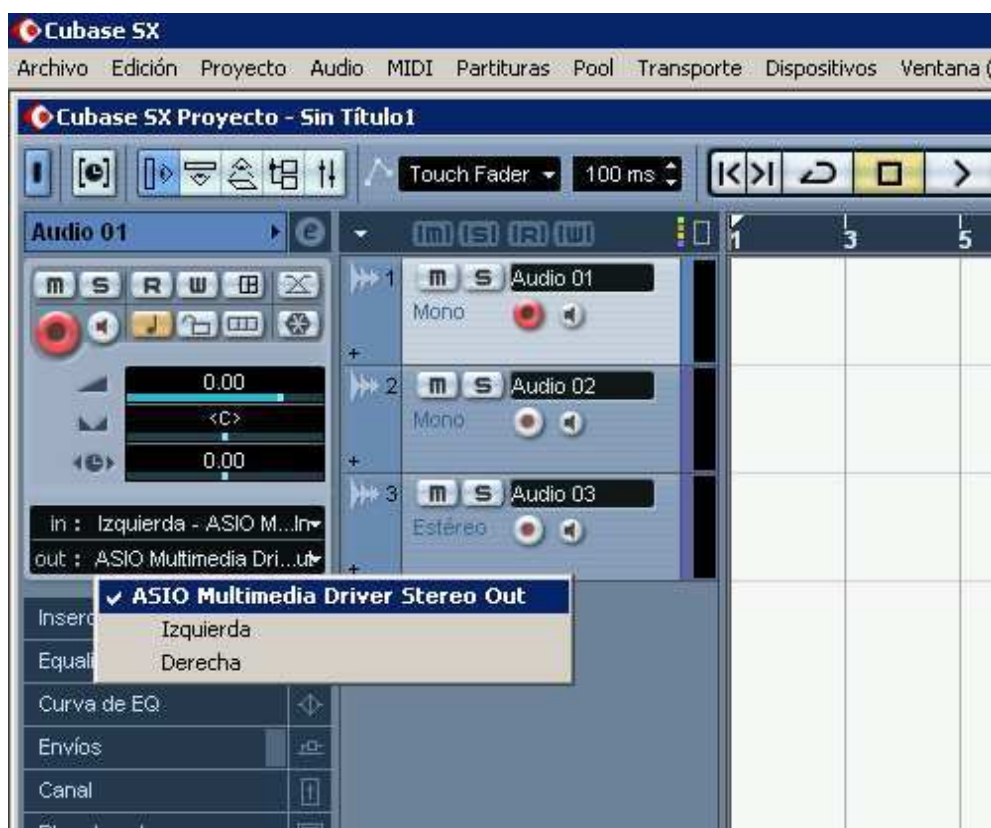 Cubase SX
Archivo Edición Proyecto Audio MIDI Partituras Pool Transporte Dispositivos Ventana (
Cubase SX Proyecto - Sin Título1
Touch Fader 100 ms
Audio 01 e m S R W 1 3 5
m S R W
1 m S Audio 01
Mono
0.00
2 m S Audio 02
<C>
Mono
0.00
3 m S Audio 03
in : Izquierda - ASIO M...In
Estéreo
out : ASIO Multimedia Dri...ut
ASIO Multimedia Driver Stereo Out
Izquierda
Derecha
Curva de EQ
Envíos
Canal